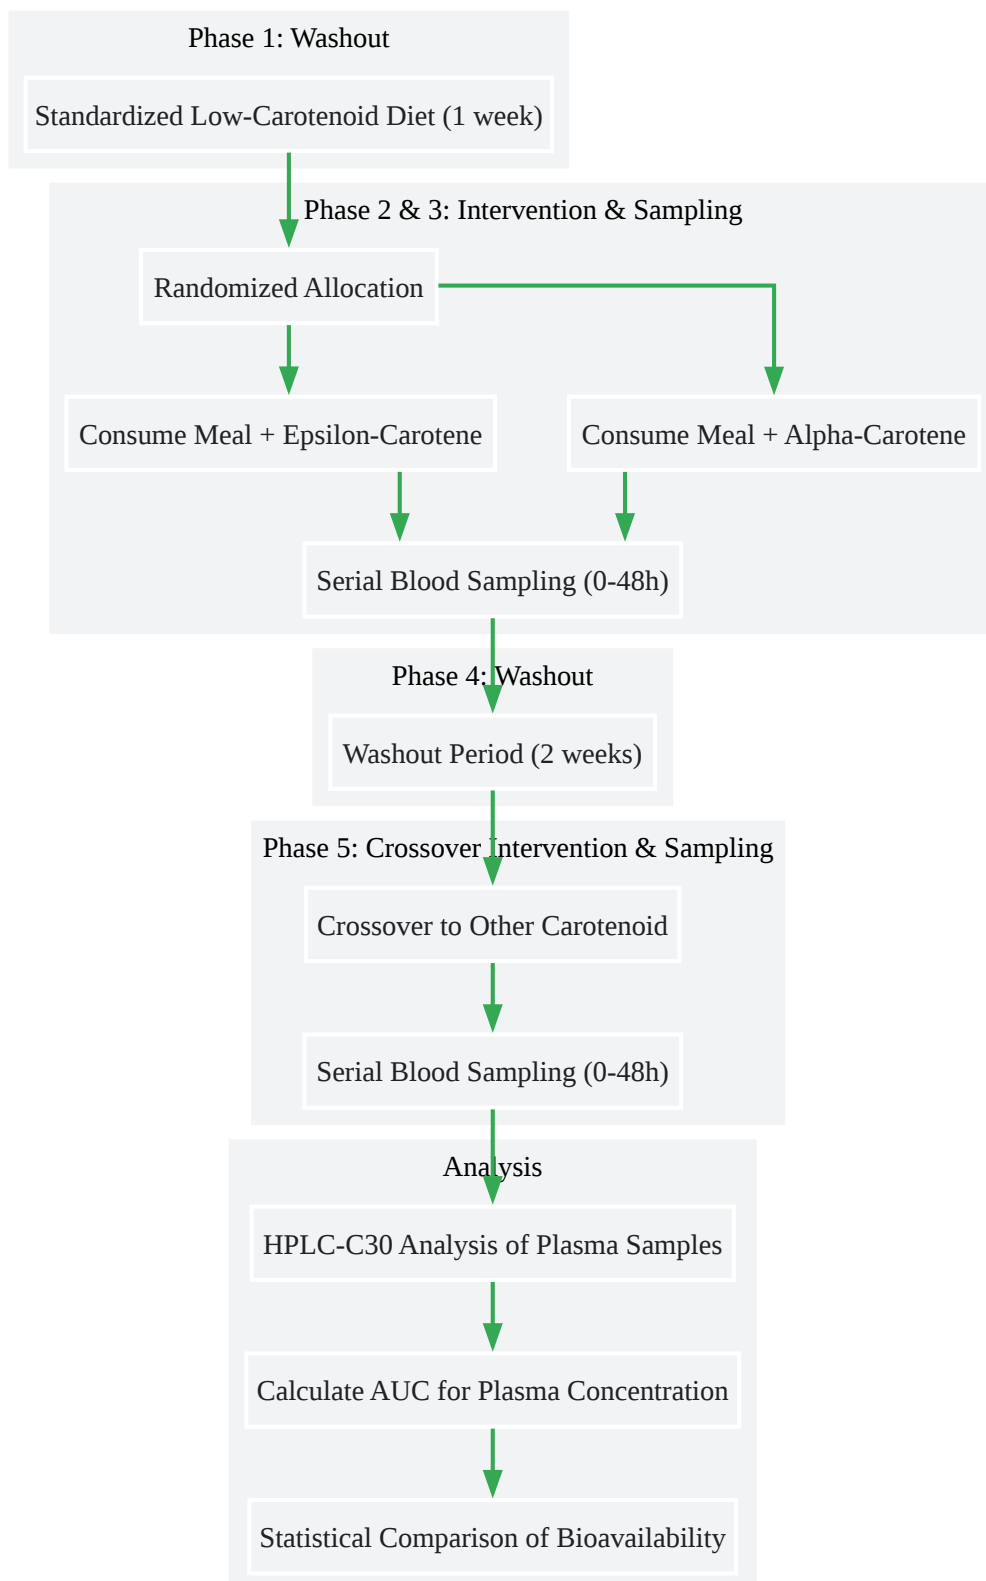 Phase 1: Washout
Standardized Low-Carotenoid Diet (1 week)
Phase 2 & 3: Intervention & Sampling
Randomized Allocation
Consume Meal + Epsilon-Carotene
Consume Meal + Alpha-Carotene
Serial Blood Sampling (0-48h)
Phase 4: Washout
Washout Period (2 weeks)
Phase 5: Crossover Intervention & Sampling
Crossover to Other Carotenoid
Serial Blood Sampling (0-48h)
Analysis
HPLC-C30 Analysis of Plasma Samples
Calculate AUC for Plasma Concentration
Statistical Comparison of Bioavailability